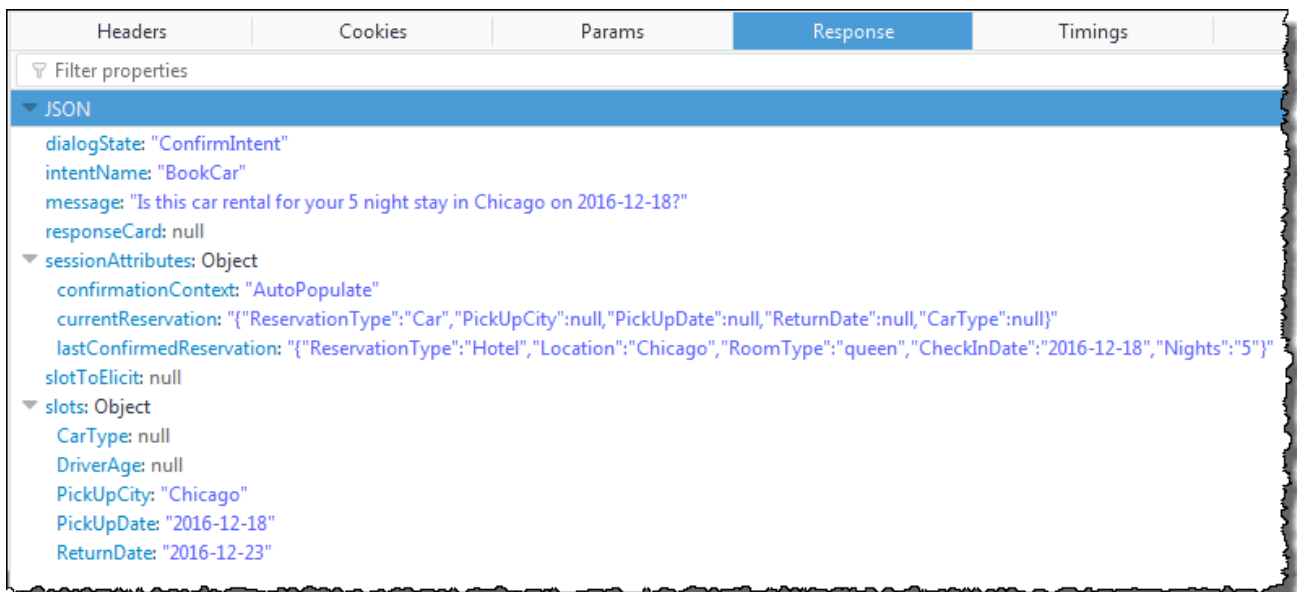 Headers Cookies Params Response Timings
Filter properties
JSON
dialogState: "ConfirmIntent"
intentName: "BookCar"
message: "Is this car rental for your 5 night stay in Chicago on 2016-12-18?"
responseCard: null
sessionAttributes: Object
confirmationContext: "AutoPopulate"
currentReservation: "{"ReservationType":"Car","PickUpCity":null,"PickUpDate":null,"ReturnDate":null,"CarType":null}"
lastConfirmedReservation: "{"ReservationType":"Hotel","Location":"Chicago","RoomType":"queen","CheckInDate":"2016-12-18","Nights":"5"}"
slotToElicit: null
slots: Object
CarType: null
DriverAge: null
PickUpCity: "Chicago"
PickUpDate: "2016-12-18"
ReturnDate: "2016-12-23"